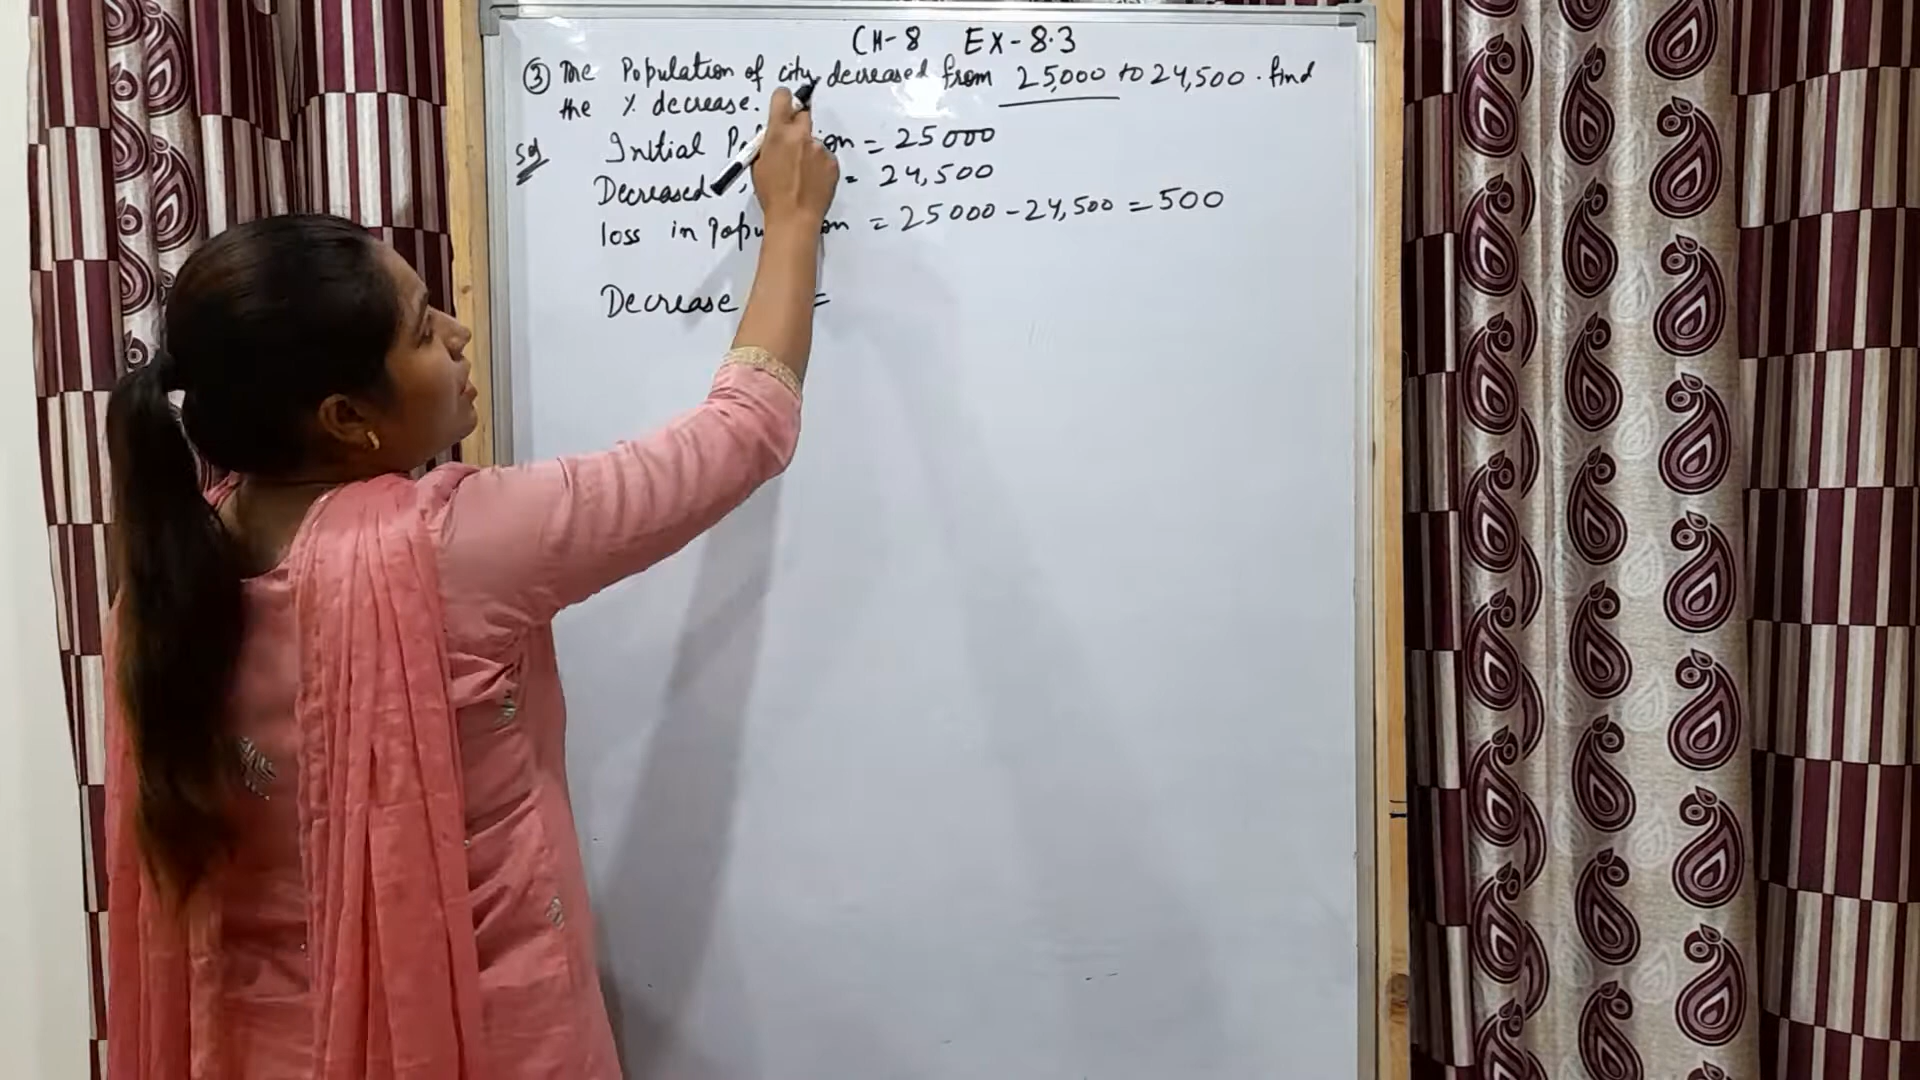 CH-8 EX-8.3
③ The Population of city decreased from 25,000 to 24,500. find
the % decrease.
Sol Initial = 25000
Decreased = 24,500
loss in = 25000 - 24,500 = 500
Decrease =